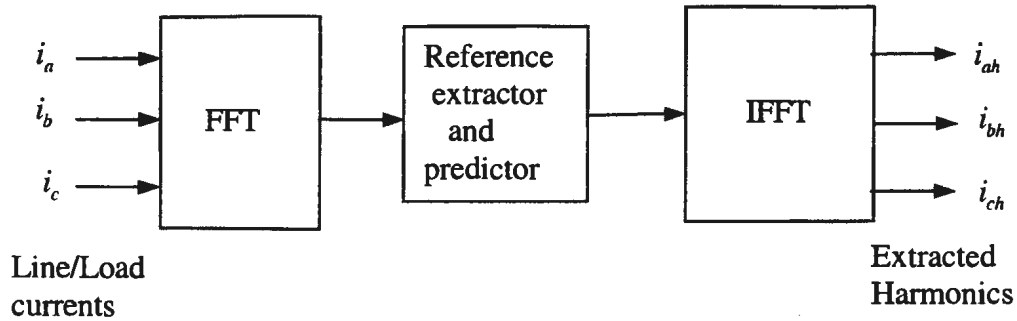 i_a
i_b
i_c
FFT
Reference
extractor
and
predictor
IFFT
i_ah
i_bh
i_ch
Line/Load
currents
Extracted
Harmonics